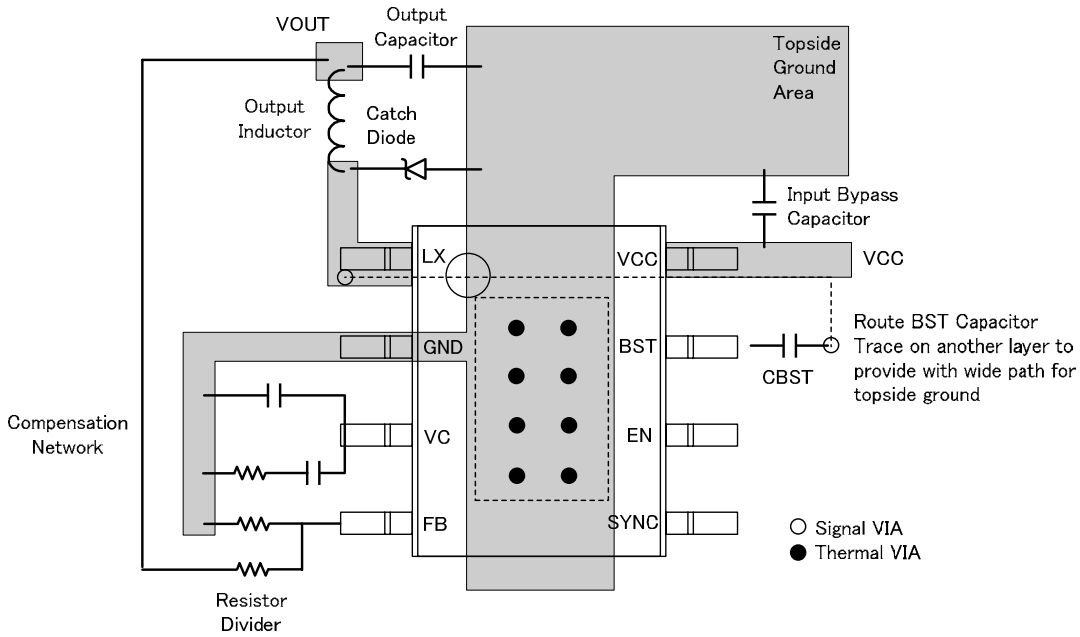 VOUT
Output
Capacitor
Topside
Ground
Area
Output
Inductor
Catch
Diode
Input Bypass
Capacitor
LX
VCC
VCC
GND
BST
CBST
Route BST Capacitor
Trace on another layer to
provide with wide path for
topside ground
Compensation
Network
VC
EN
FB
SYNC
Signal VIA
Thermal VIA
Resistor
Divider